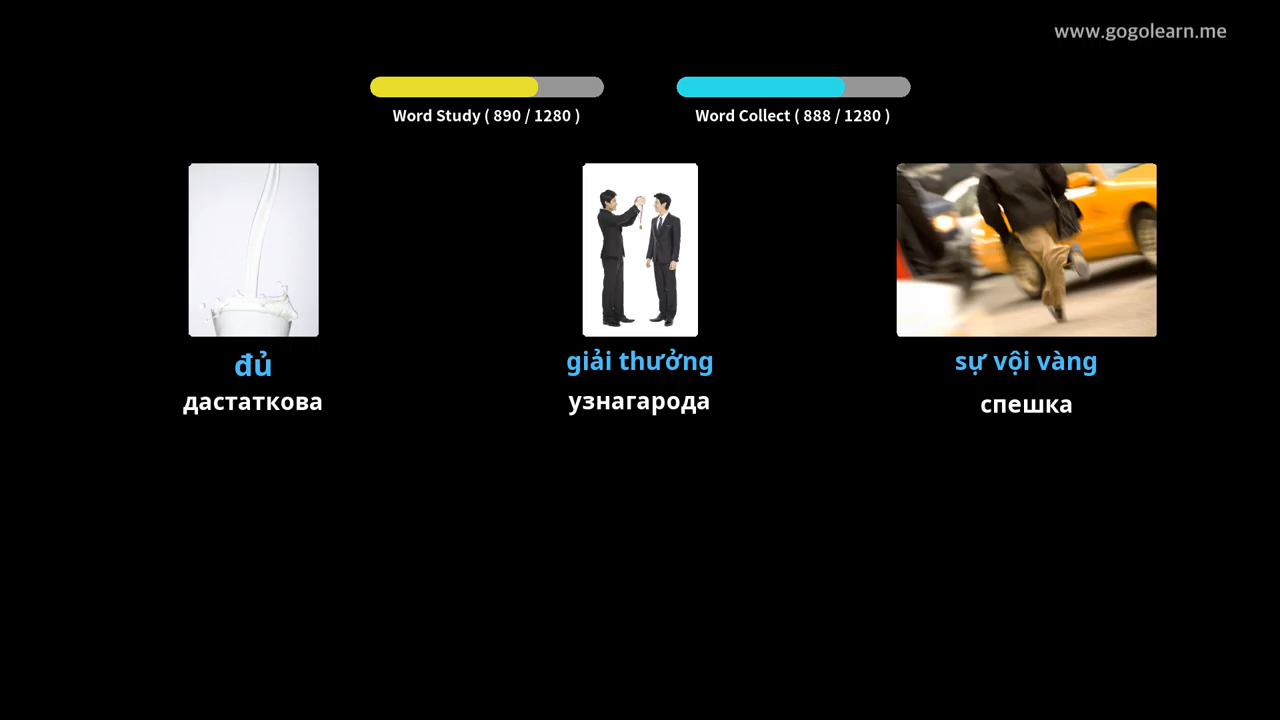 www.gogolearn.me
Word Study ( 890 / 1280 )
Word Collect ( 888 / 1280 )
đủ
дастаткова
giải thưởng
узнагарода
sự vội vàng
спешка